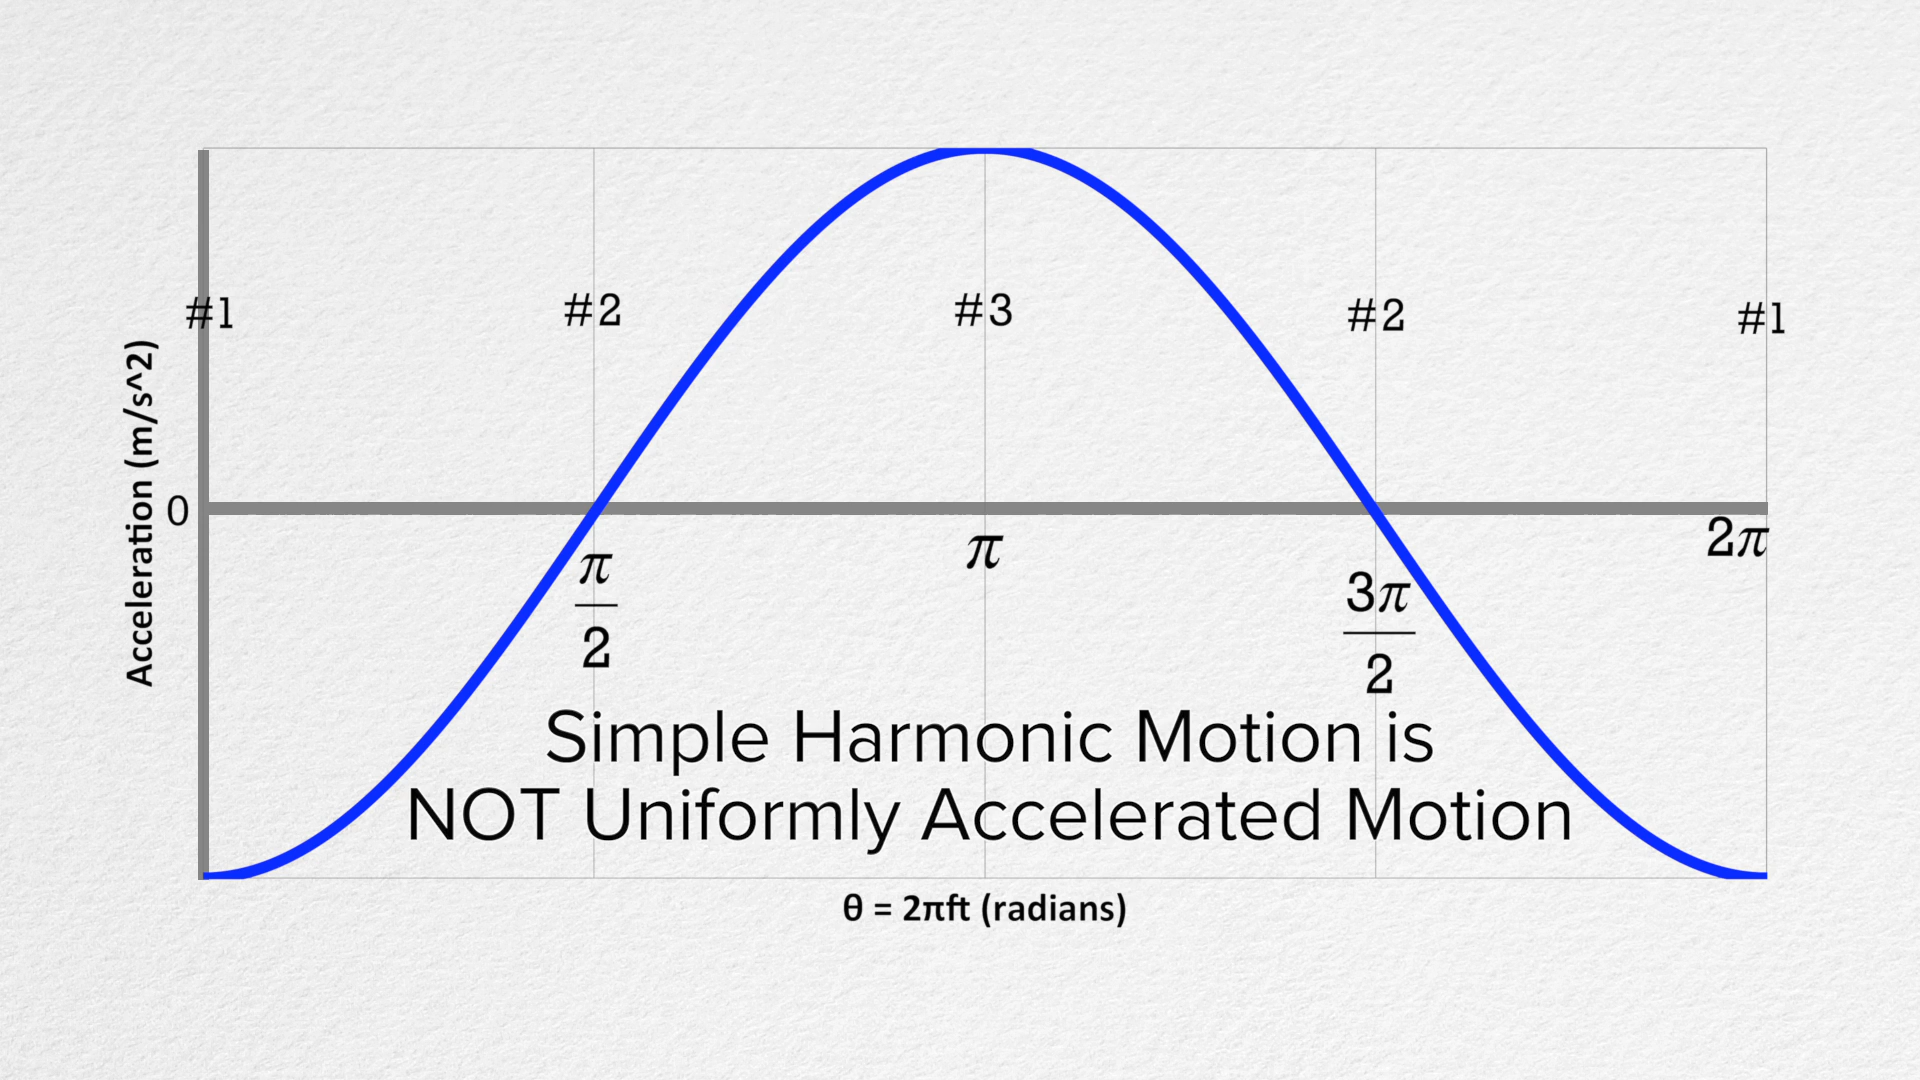 #1
#2
#3
#2
#1
Acceleration (m/s^2)
0
π/2
π
3π/2
2π
Simple Harmonic Motion is
NOT Uniformly Accelerated Motion
θ = 2πft (radians)